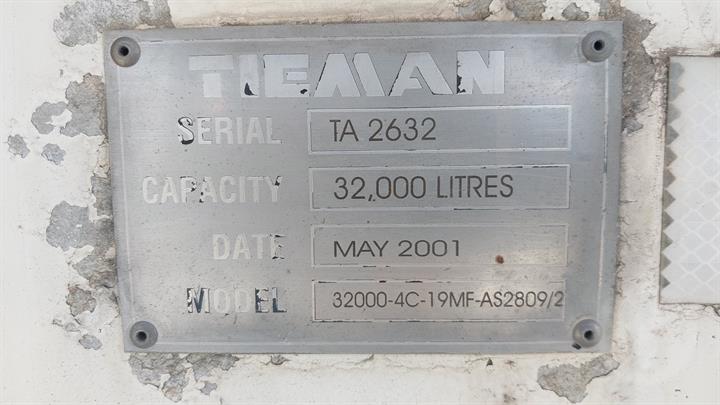 TIEMAN
SERIAL TA 2632
CAPACITY 32,000 LITRES
DATE MAY 2001
MODEL 32000-4C-19MF-AS2809/2